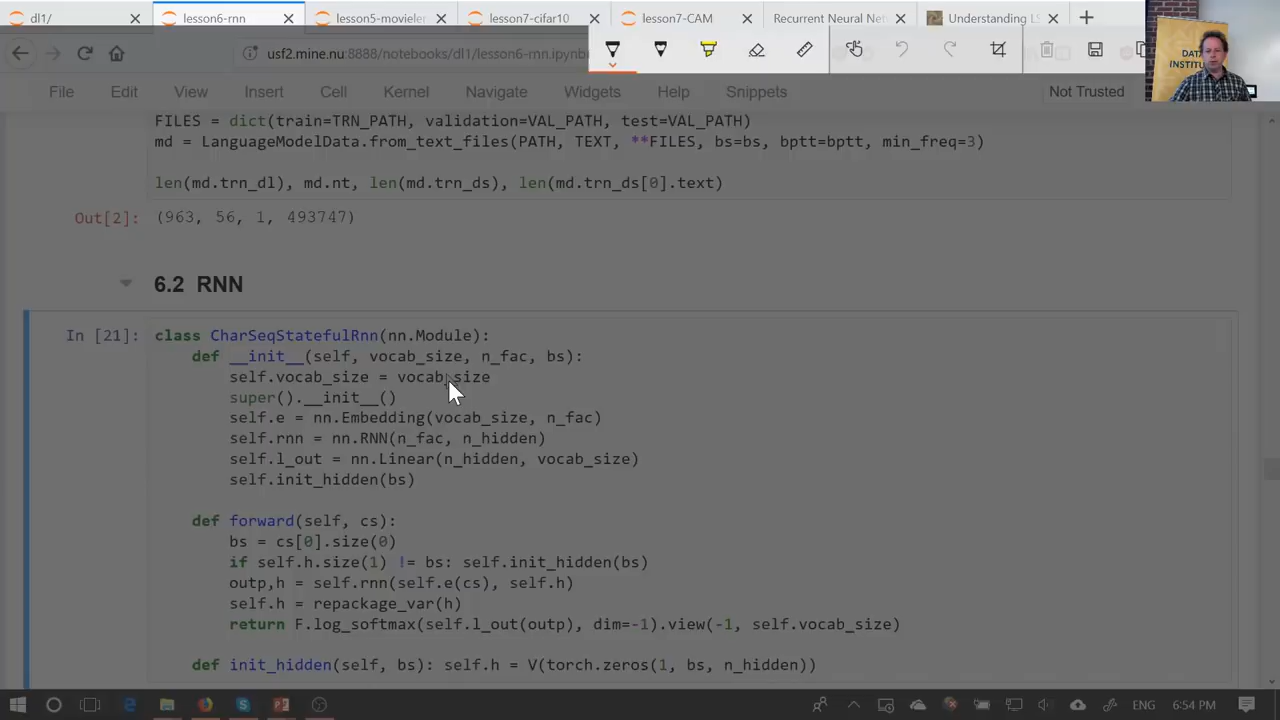 dl1/
lesson6-rnn
lesson5-movieler
lesson7-cifar10
lesson7-CAM
Recurrent Neural Net
Understanding LS
usf2.mine.nu:8888/notebooks/dl1/lesson6-rnn.ipynb
DATA
INSTITU
File Edit View Insert Cell Kernel Navigate Widgets Help Snippets Not Trusted
FILES = dict(train=TRN_PATH, validation=VAL_PATH, test=VAL_PATH)
md = LanguageModelData.from_text_files(PATH, TEXT, **FILES, bs=bs, bptt=bptt, min_freq=3)
len(md.trn_dl), md.nt, len(md.trn_ds), len(md.trn_ds[0].text)
Out[2]: (963, 56, 1, 493747)
6.2 RNN
In [21]: class CharSeqStatefulRnn(nn.Module):
def __init__(self, vocab_size, n_fac, bs):
self.vocab_size = vocab_size
super().__init__()
self.e = nn.Embedding(vocab_size, n_fac)
self.rnn = nn.RNN(n_fac, n_hidden)
self.l_out = nn.Linear(n_hidden, vocab_size)
self.init_hidden(bs)
def forward(self, cs):
bs = cs[0].size(0)
if self.h.size(1) != bs: self.init_hidden(bs)
outp,h = self.rnn(self.e(cs), self.h)
self.h = repackage_var(h)
return F.log_softmax(self.l_out(outp), dim=-1).view(-1, self.vocab_size)
def init_hidden(self, bs): self.h = V(torch.zeros(1, bs, n_hidden))
ENG 6:54 PM